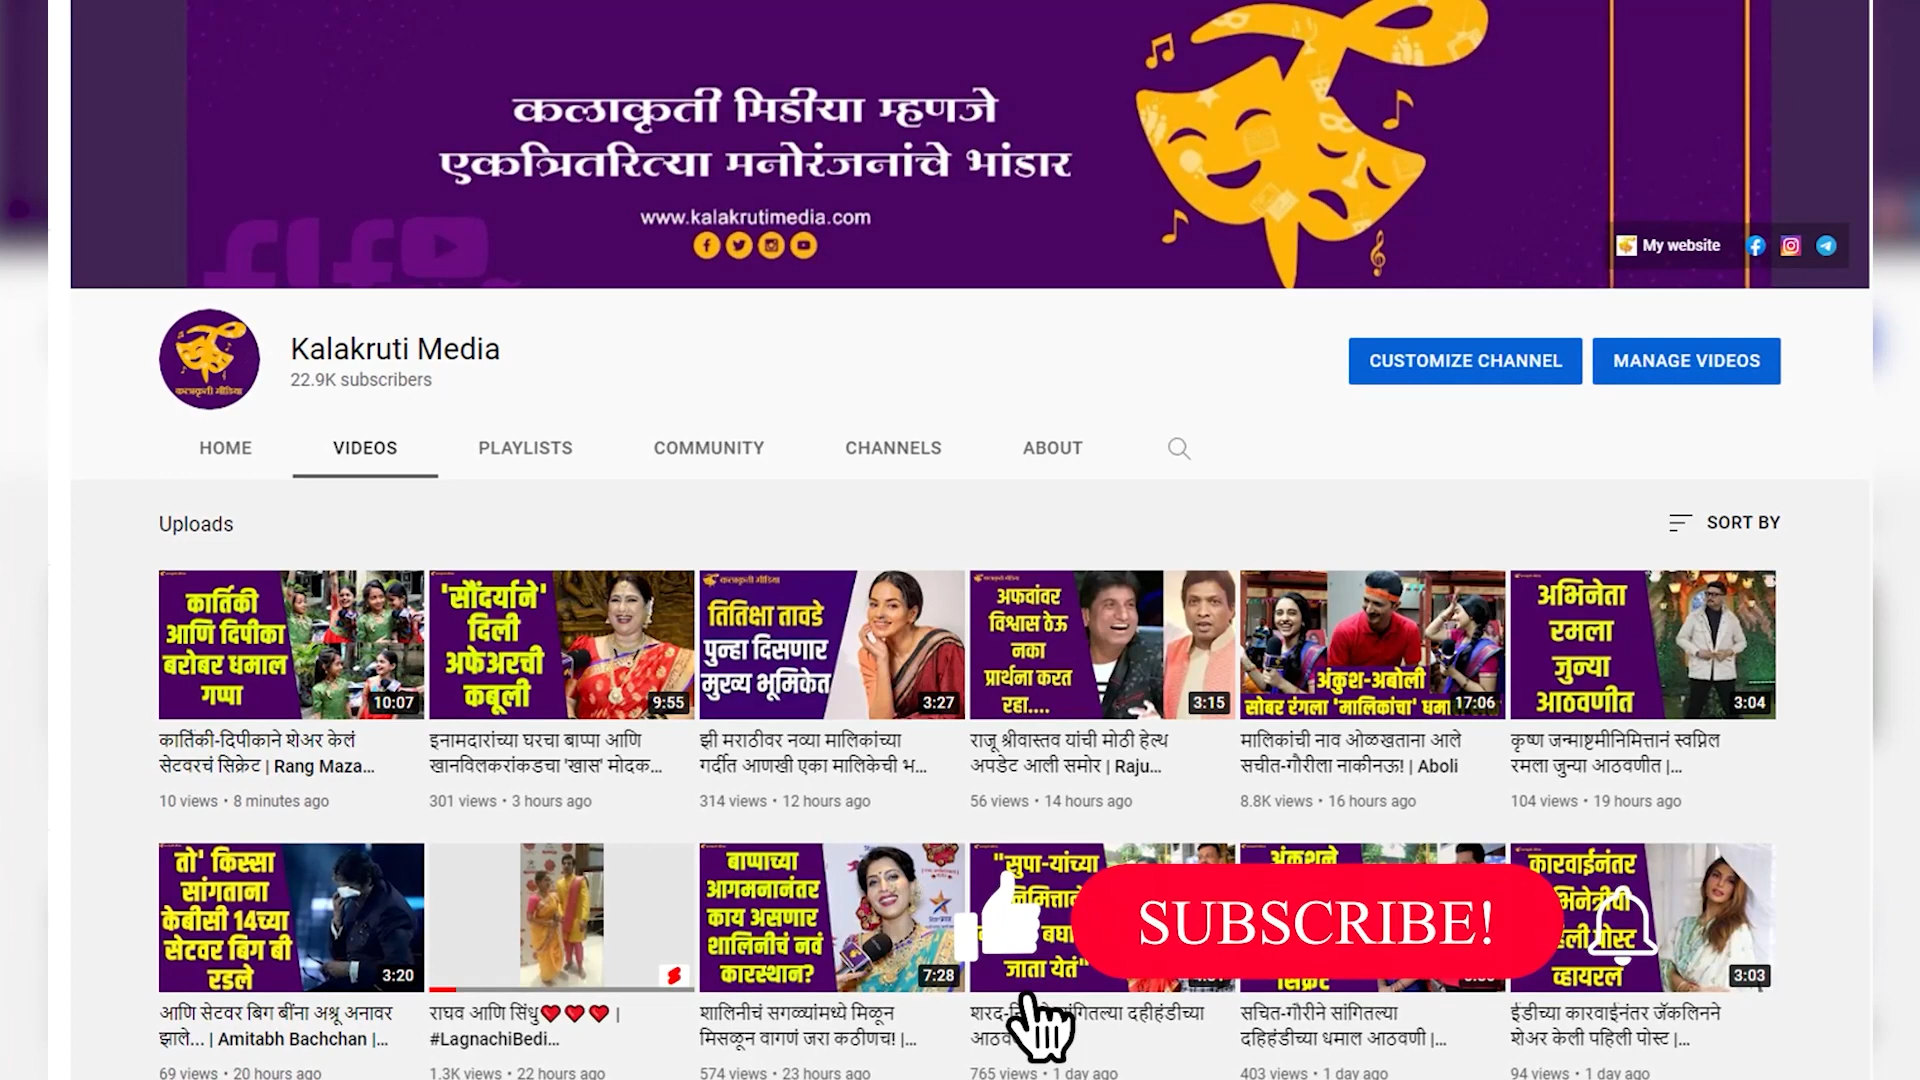 कलाकृती मिडीया म्हणजे
एकत्रितरित्या मनोरंजनांचे भांडार
www.kalakrutimedia.com
My website
कलाकृती मीडिया
Kalakruti Media
22.9K subscribers
CUSTOMIZE CHANNEL
MANAGE VIDEOS
HOME
VIDEOS
PLAYLISTS
COMMUNITY
CHANNELS
ABOUT
Uploads
SORT BY
कार्तिकी
आणि दिपीका
बरोबर धमाल
गप्पा
10:07
कार्तिकी-दिपीकाने शेअर केलं
सेटवरचं सिक्रेट | Rang Maza...
10 views • 8 minutes ago
'सौंदर्याने'
दिली
अफेअरची
कबूली
9:55
इनामदारांच्या घरचा बाप्पा आणि
खानविलकरांकडचा 'खास' मोदक...
301 views • 3 hours ago
कलाकृती मीडिया
तितिक्षा तावडे
पुन्हा दिसणार
मुख्य भूमिकेत
3:27
झी मराठीवर नव्या मालिकांच्या
गर्दीत आणखी एका मालिकेची भ...
314 views • 12 hours ago
कलाकृती मीडिया
अफवांवर
विश्वास ठेऊ
नका
प्रार्थना करत
रहा....
3:15
राजू श्रीवास्तव यांची मोठी हेल्थ
अपडेट आली समोर | Raju...
56 views • 14 hours ago
अंकुश-अबोली
सोबर रंगला 'मालिकांचा' धमा
17:06
मालिकांची नाव ओळखताना आले
सचीत-गौरीला नाकीनऊ! | Aboli
8.8K views • 16 hours ago
अभिनेता
रमला
जुन्या
आठवणीत
3:04
कृष्ण जन्माष्टमीनिमित्तानं स्वप्नील
रमला जुन्या आठवणीत |...
104 views • 19 hours ago
तो' किस्सा
सांगताना
केबीसी 14च्या
सेटवर बिग बी
रडले
3:20
आणि सेटवर बिग बींना अश्रू अनावर
झाले... | Amitabh Bachchan |...
69 views • 20 hours ago
राघव आणि सिंधु❤❤❤ |
#LagnachiBedi...
1.3K views • 22 hours ago
बाप्पाच्या
आगमनानंतर
काय असणार
शालिनीचं नवं
कारस्थान?
7:28
शालिनीचं सगळ्यांमध्ये मिळून
मिसळून वागणं जरा कठीणच! |...
574 views • 23 hours ago
"सुपा-यांच्या
जाता येतं"
सांगितल्या दहीहंडीच्या
765 views • 1 day ago
SUBSCRIBE!
अंकुशने
सिक्रेट
सचित-गौरीने सांगितल्या
दहिहंडीच्या धमाल आठवणी |...
403 views • 1 day ago
कारवाईनंतर
व्हायरल
3:03
ईडीच्या कारवाईनंतर जॅकलिनने
शेअर केली पहिली पोस्ट |...
94 views • 1 day ago